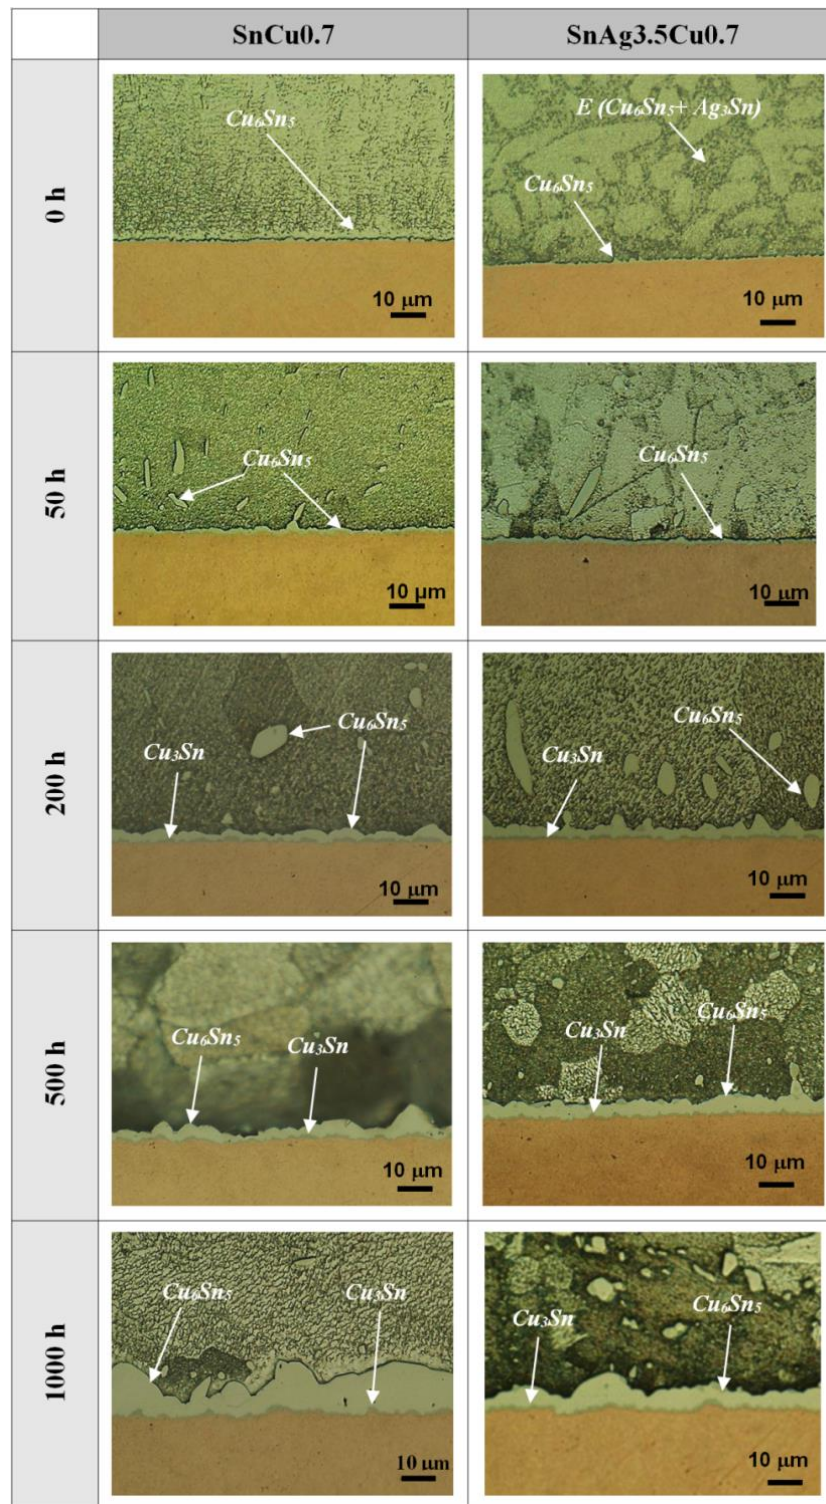 SnCu0.7
SnAg3.5Cu0.7
0 h
Cu₆Sn₅
10 µm
E (Cu₆Sn₅+ Ag₃Sn)
Cu₆Sn₅
10 µm
50 h
Cu₆Sn₅
10 µm
Cu₆Sn₅
10 µm
200 h
Cu₆Sn₅
Cu₃Sn
10 µm
Cu₆Sn₅
Cu₃Sn
10 µm
500 h
Cu₆Sn₅
Cu₃Sn
10 µm
Cu₆Sn₅
Cu₃Sn
10 µm
1000 h
Cu₆Sn₅
Cu₃Sn
10 µm
Cu₃Sn
Cu₆Sn₅
10 µm